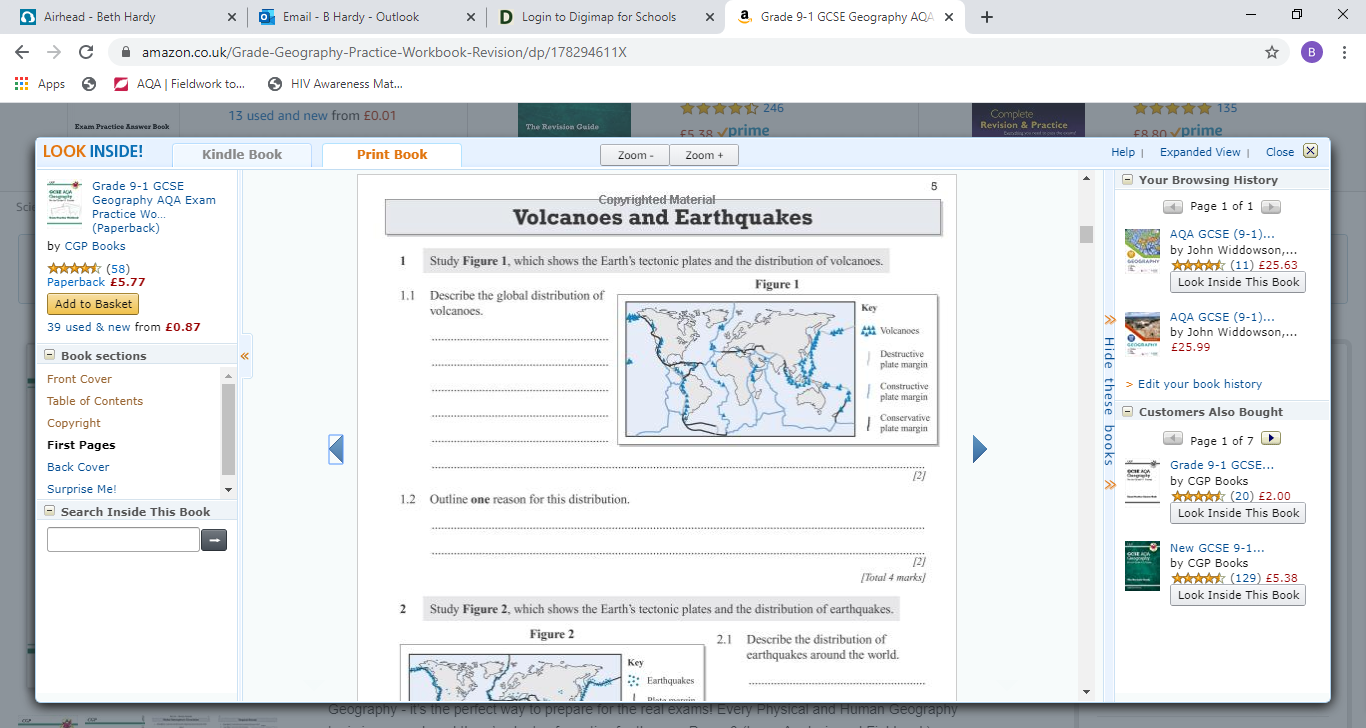 Airhead - Beth Hardy
Email - B Hardy - Outlook
Login to Digimap for Schools
Grade 9-1 GCSE Geography AQA
amazon.co.uk/Grade-Geography-Practice-Workbook-Revision/dp/178294611X
B
Apps
AQA | Fieldwork to...
HIV Awareness Mat...
Exam Practice Answer Book
13 used and new from £0.01
The Revision Guide
246
£5.38 prime
Complete
Revision & Practice
135
£8.80 prime
LOOK INSIDE!
Kindle Book
Print Book
Zoom -
Zoom +
Help |
Expanded View |
Close
Grade 9-1 GCSE
Geography AQA Exam
Practice Wo...
(Paperback)
by CGP Books
(58)
Paperback £5.77
Add to Basket
39 used & new from £0.87
Book sections
Front Cover
Table of Contents
Copyright
First Pages
Back Cover
Surprise Me!
Search Inside This Book
5
Copyrighted Material
Volcanoes and Earthquakes
1 Study Figure 1, which shows the Earth's tectonic plates and the distribution of volcanoes.
1.1 Describe the global distribution of
volcanoes.
Figure 1
Key
Volcanoes
Destructive
plate margin
Constructive
plate margin
Conservative
plate margin
[2]
1.2 Outline one reason for this distribution.
[2]
[Total 4 marks]
2 Study Figure 2, which shows the Earth's tectonic plates and the distribution of earthquakes.
Figure 2
Key
Earthquakes
Plate margin
2.1 Describe the distribution of
earthquakes around the world.
Hide these books
Your Browsing History
Page 1 of 1
AQA GCSE (9-1)...
by John Widdowson,...
(11) £25.63
Look Inside This Book
AQA GCSE (9-1)...
by John Widdowson,...
£25.99
> Edit your book history
Customers Also Bought
Page 1 of 7
Grade 9-1 GCSE...
by CGP Books
(20) £2.00
Look Inside This Book
New GCSE 9-1...
by CGP Books
(129) £5.38
Look Inside This Book
Geography - it's the perfect way to prepare for the real exams! Every Physical and Human Geography